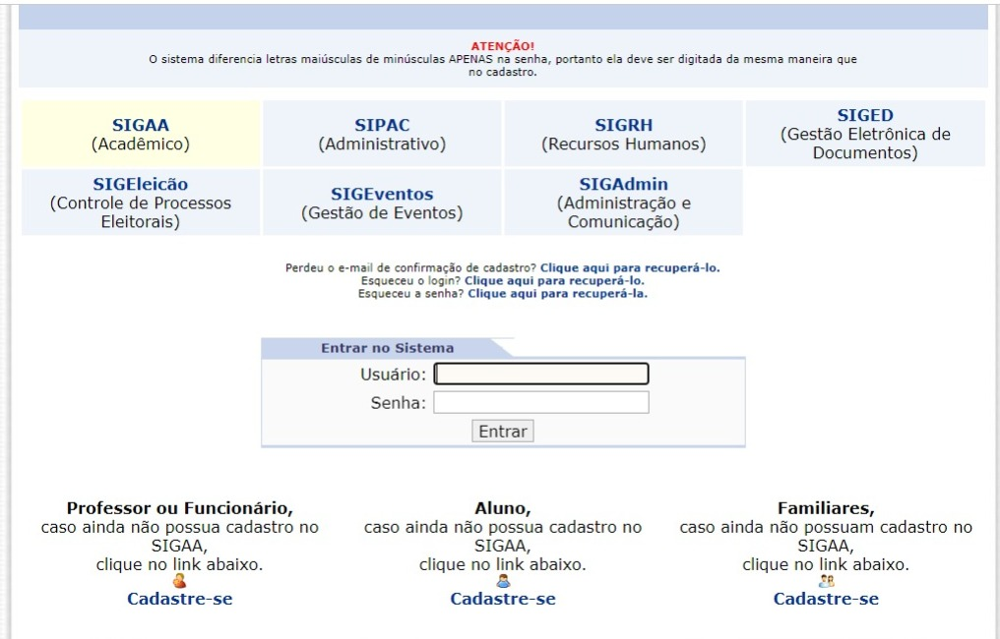 ATENÇÃO!
O sistema diferencia letras maiúsculas de minúsculas APENAS na senha, portanto ela deve ser digitada da mesma maneira que
no cadastro.
SIGAA
(Acadêmico)
SIPAC
(Administrativo)
SIGRH
(Recursos Humanos)
SIGED
(Gestão Eletrônica de
Documentos)
SIGEleicão
(Controle de Processos
Eleitorais)
SIGEventos
(Gestão de Eventos)
SIGAdmin
(Administração e
Comunicação)
Perdeu o e-mail de confirmação de cadastro? Clique aqui para recuperá-lo.
Esqueceu o login? Clique aqui para recuperá-lo.
Esqueceu a senha? Clique aqui para recuperá-la.
Entrar no Sistema
Usuário:
Senha:
Entrar
Professor ou Funcionário,
caso ainda não possua cadastro no
SIGAA,
clique no link abaixo.
Cadastre-se
Aluno,
caso ainda não possua cadastro no
SIGAA,
clique no link abaixo.
Cadastre-se
Familiares,
caso ainda não possuam cadastro no
SIGAA,
clique no link abaixo.
Cadastre-se